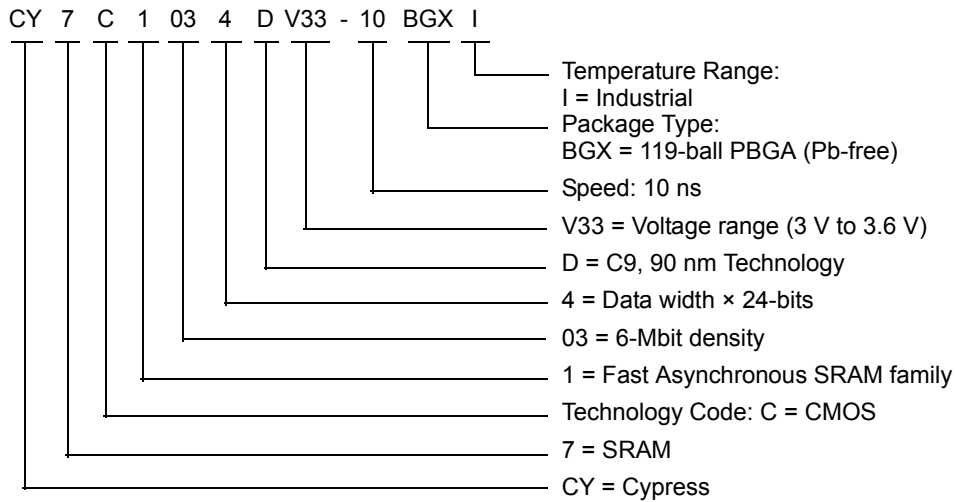 CY 7 C 1 03 4 D V33 - 10 BGX I
Temperature Range:
I = Industrial
Package Type:
BGX = 119-ball PBGA (Pb-free)
Speed: 10 ns
V33 = Voltage range (3 V to 3.6 V)
D = C9, 90 nm Technology
4 = Data width × 24-bits
03 = 6-Mbit density
1 = Fast Asynchronous SRAM family
Technology Code: C = CMOS
7 = SRAM
CY = Cypress